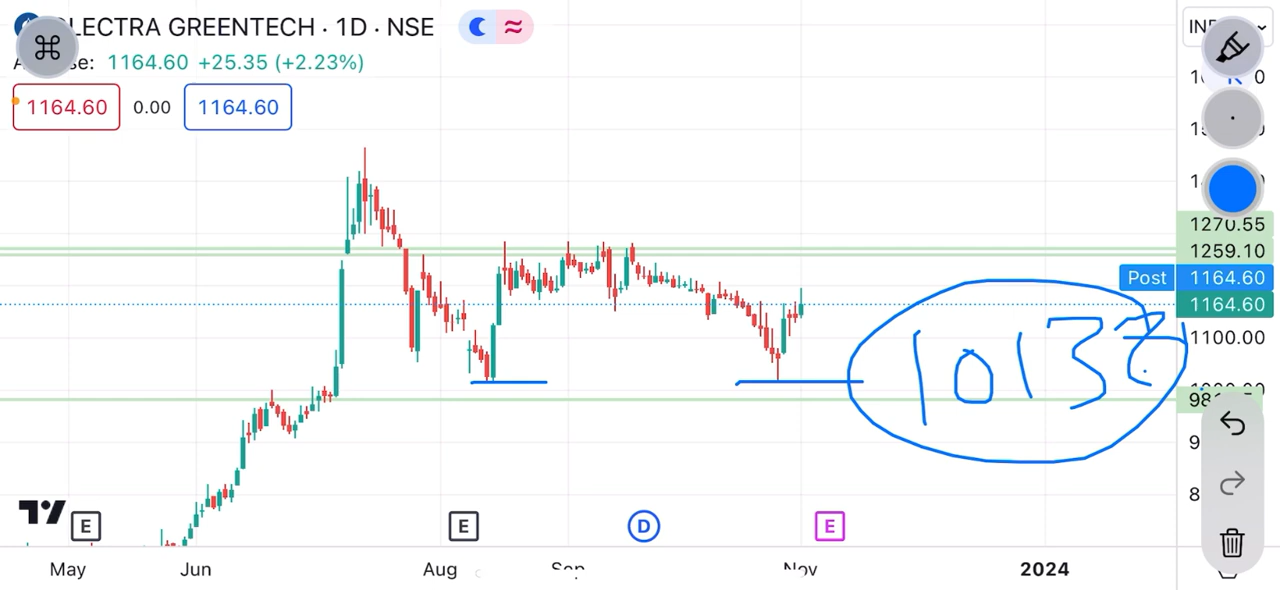 LECTRA GREENTECH · 1D · NSE
1164.60 +25.35 (+2.23%)
1164.60 0.00 1164.60
1270.55
1259.10
Post 1164.60
1164.60
1100.00
E E D E
May Jun Aug Sep Nov 2024